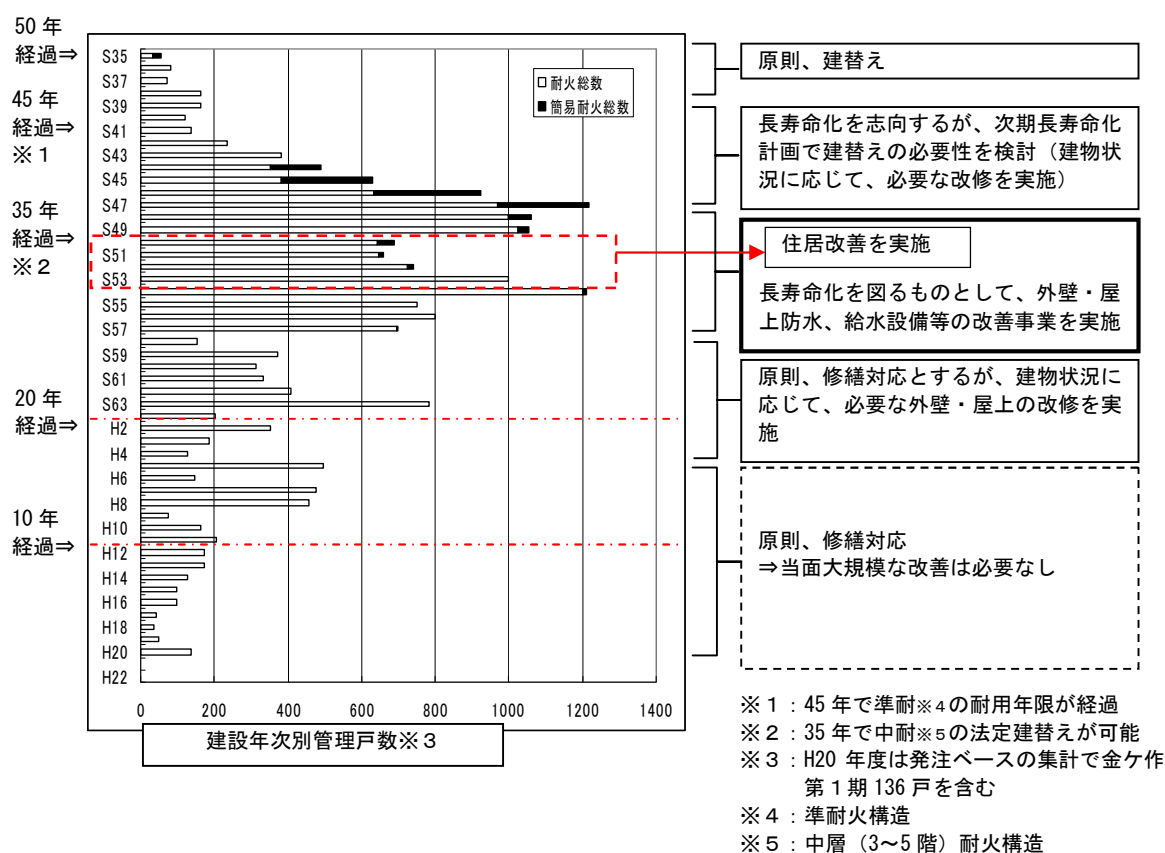 50 年
経過⇒
45 年
経過⇒
※１
35 年
経過⇒
※２
20 年
経過⇒
10 年
経過⇒
S35
S37
S39
S41
S43
S45
S47
S49
S51
S53
S55
S57
S59
S61
S63
H2
H4
H6
H8
H10
H12
H14
H16
H18
H20
H22
0 200 400 600 800 1000 1200 1400
耐火総数
簡易耐火総数
建設年次別管理戸数※３
原則、建替え
長寿命化を志向するが、次期長寿命化
計画で建替えの必要性を検討（建物状
況に応じて、必要な改修を実施）
住居改善を実施
長寿命化を図るものとして、外壁・屋
上防水、給水設備等の改善事業を実施
原則、修繕対応とするが、建物状況に
応じて、必要な外壁・屋上の改修を実
施
原則、修繕対応
⇒当面大規模な改善は必要なし
※１：45 年で準耐※４の耐用年限が経過
※２：35 年で中耐※５の法定建替えが可能
※３：H20 年度は発注ベースの集計で金ケ作
第１期 136 戸を含む
※４：準耐火構造
※５：中層（3～5 階）耐火構造